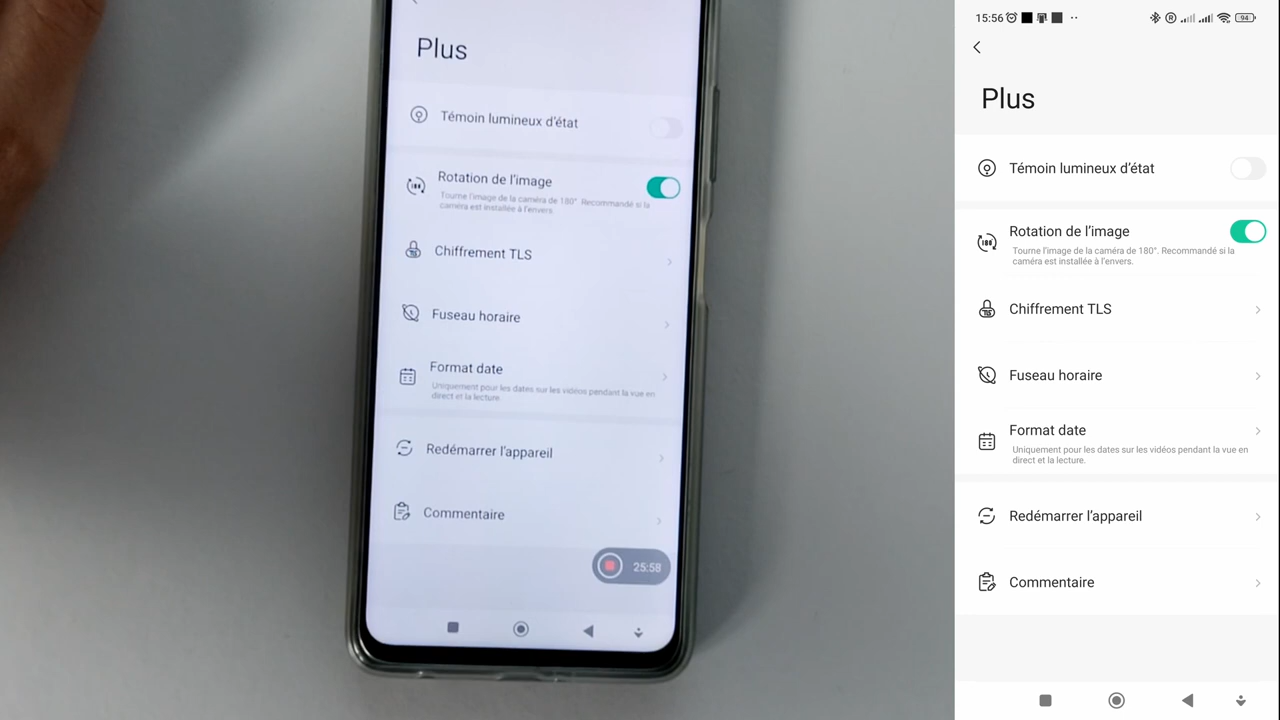 Plus
Témoin lumineux d'état
Rotation de l'image
Tourne l'image de la caméra de 180°. Recommandé si la
caméra est installée à l'envers.
Chiffrement TLS
Fuseau horaire
Format date
Uniquement pour les dates sur les vidéos pendant la vue en
direct et la lecture.
Redémarrer l'appareil
Commentaire
25:58
15:56
94
Plus
Témoin lumineux d'état
180
Rotation de l'image
Tourne l'image de la caméra de 180°. Recommandé si la
caméra est installée à l'envers.
TLS
Chiffrement TLS
Fuseau horaire
Format date
Uniquement pour les dates sur les vidéos pendant la vue en
direct et la lecture.
Redémarrer l'appareil
Commentaire